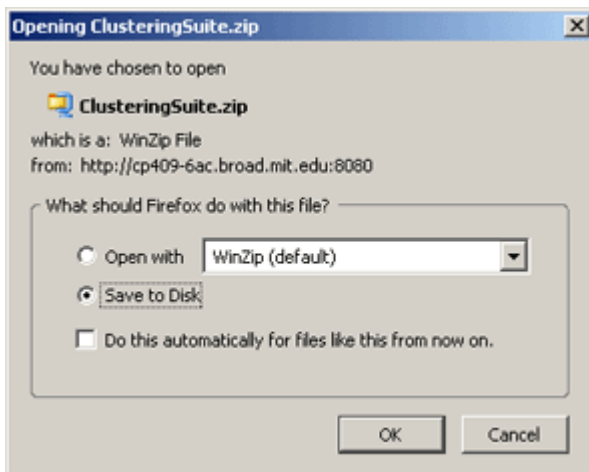 Opening ClusteringSuite.zip
You have chosen to open
ClusteringSuite.zip
which is a: WinZip File
from: http://cp409-6ac.broad.mit.edu:8080
What should Firefox do with this file?
Open with WinZip (default)
Save to Disk
Do this automatically for files like this from now on.
OK Cancel